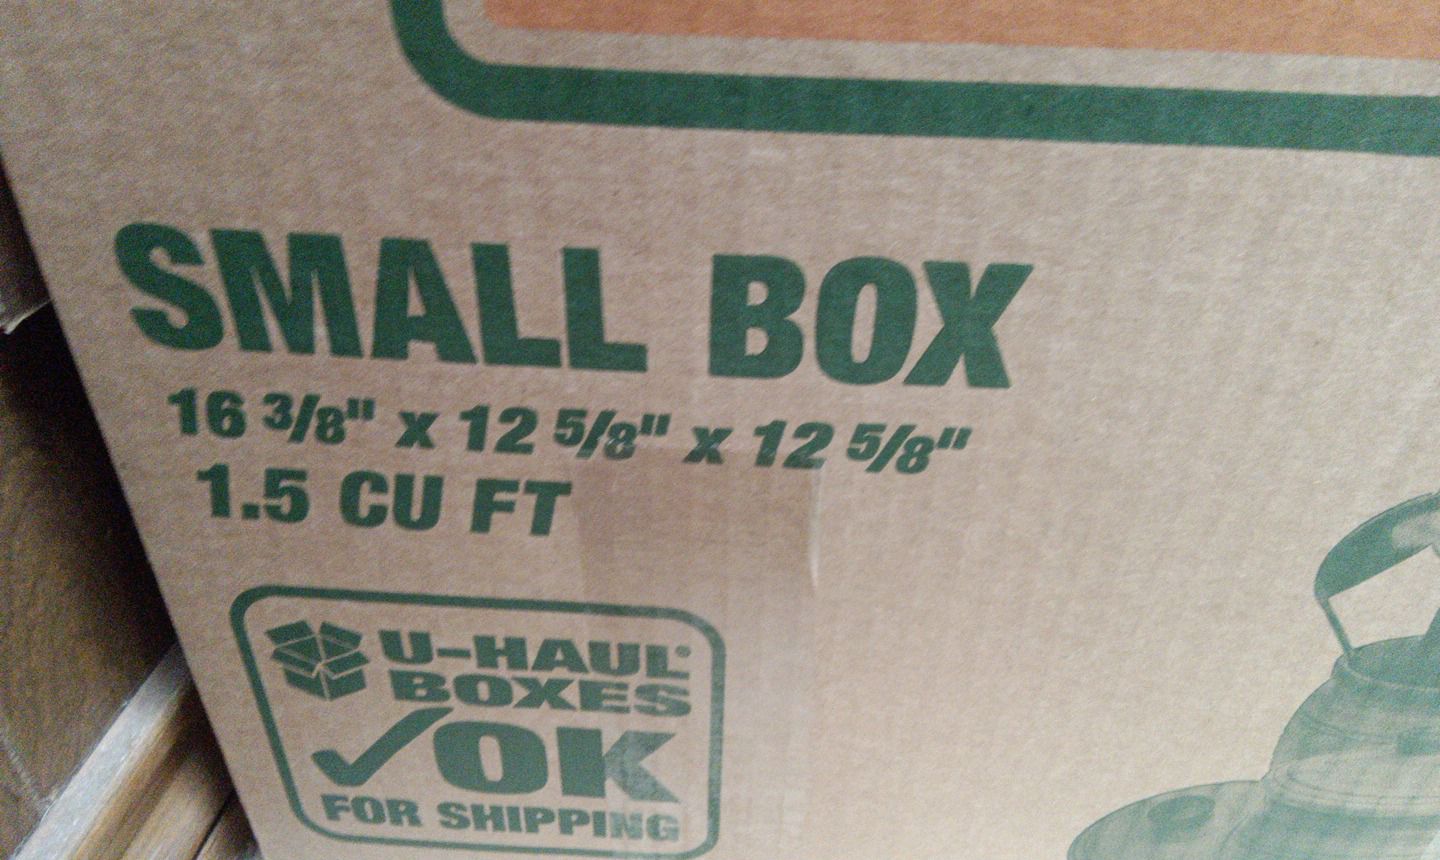 SMALL BOX
16 3/8" x 12 5/8" x 12 5/8"
1.5 CU FT
U-HAUL®
BOXES
✓OK
FOR SHIPPING